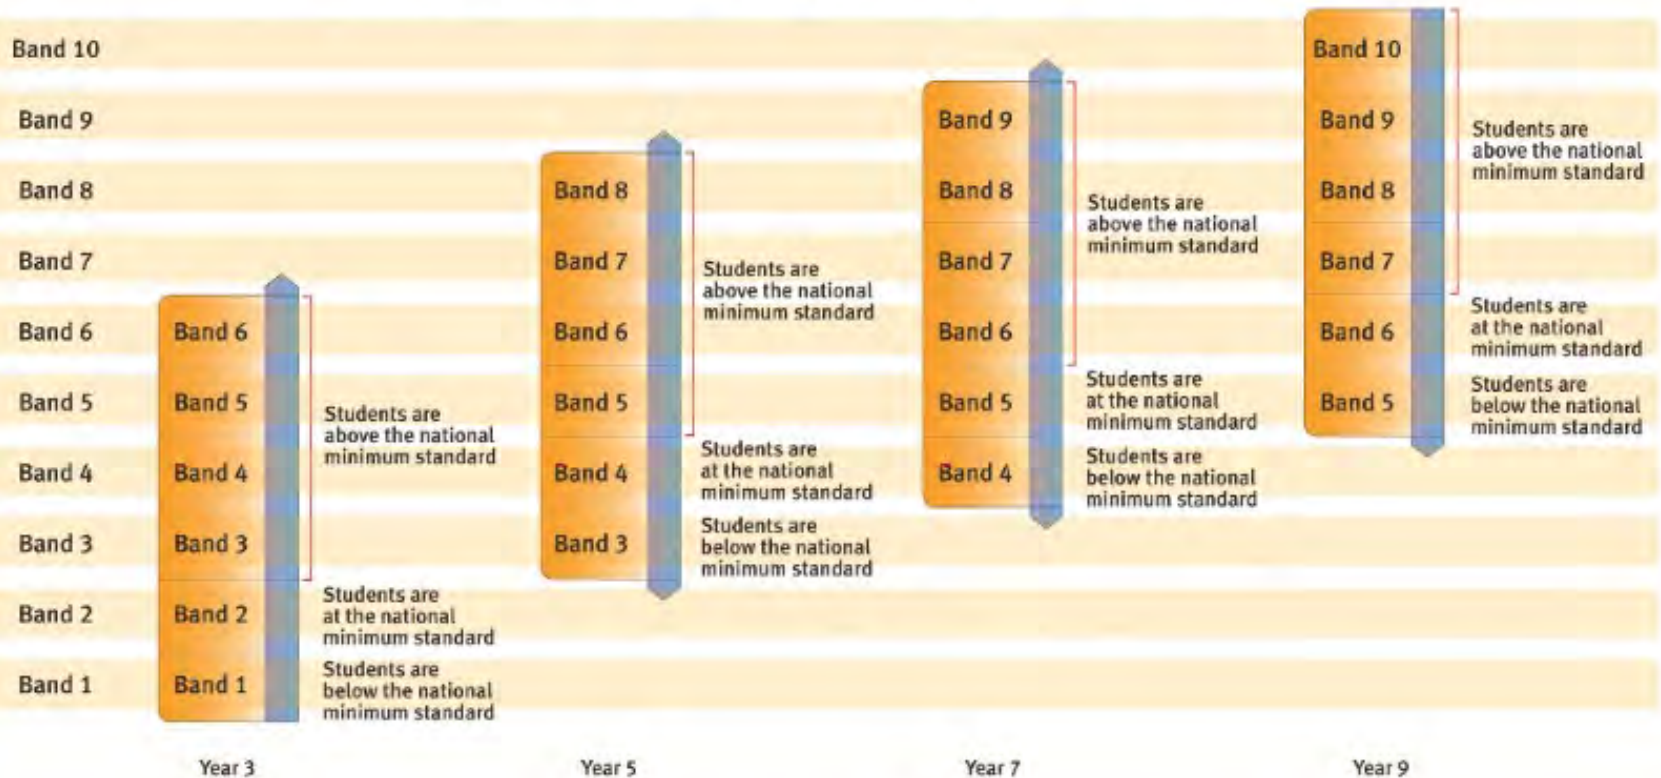 Band 10
Band 9
Band 8
Band 7
Band 6
Band 5
Band 4
Band 3
Band 2
Band 1
Band 6
Band 5
Band 4
Band 3
Band 2
Band 1
Students are
above the national
minimum standard
Students are
at the national
minimum standard
Students are
below the national
minimum standard
Year 3
Band 8
Band 7
Band 6
Band 5
Band 4
Band 3
Students are
above the national
minimum standard
Students are
at the national
minimum standard
Students are
below the national
minimum standard
Year 5
Band 9
Band 8
Band 7
Band 6
Band 5
Band 4
Students are
above the national
minimum standard
Students are
at the national
minimum standard
Students are
below the national
minimum standard
Year 7
Band 10
Band 9
Band 8
Band 7
Band 6
Band 5
Students are
above the national
minimum standard
Students are
at the national
minimum standard
Students are
below the national
minimum standard
Year 9